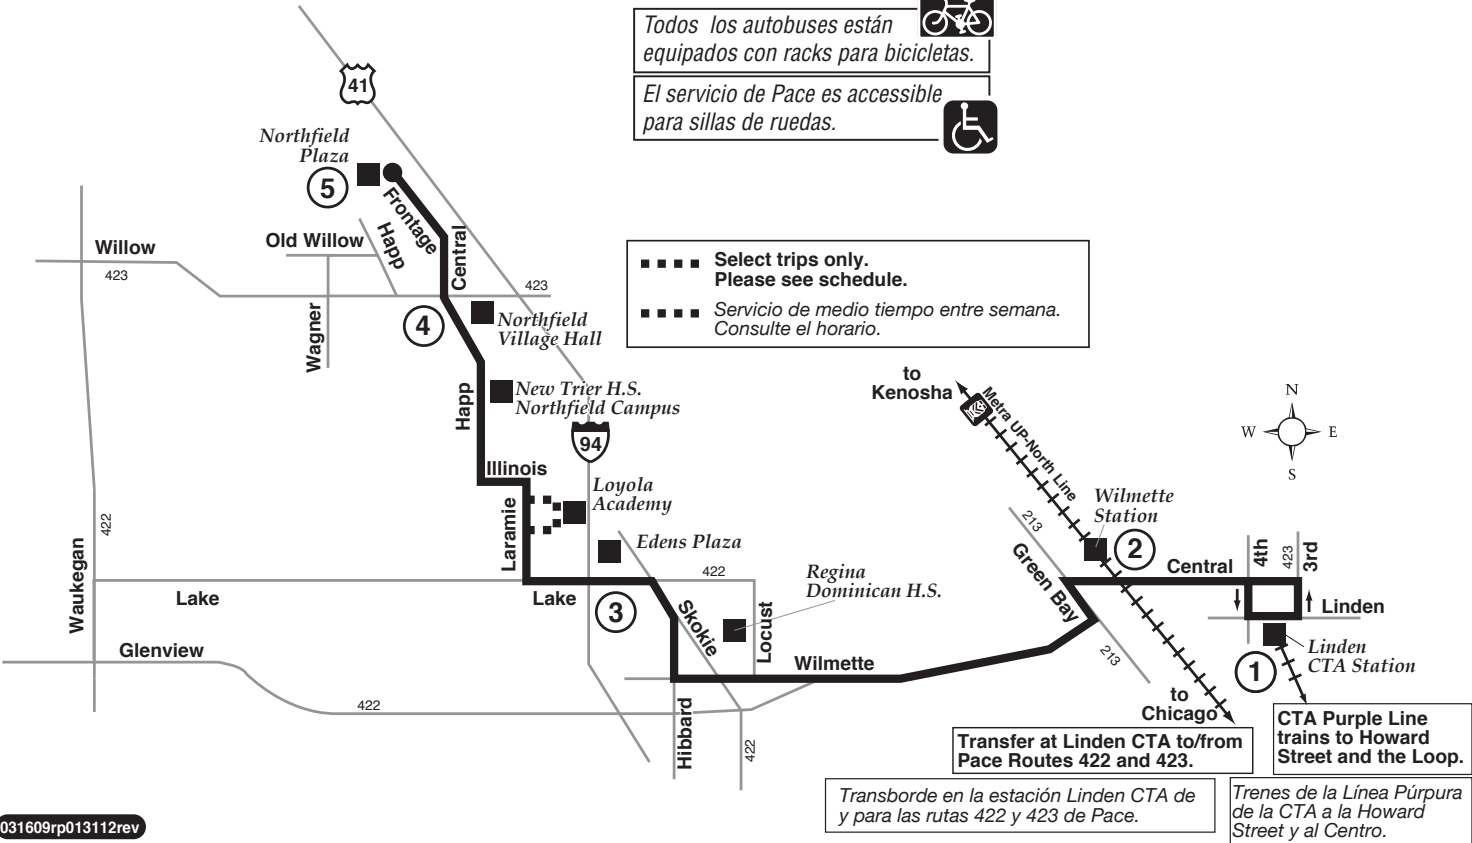 Todos los autobuses están
equipados con racks para bicicletas.
El servicio de Pace es accessible
para sillas de ruedas.
41
Northfield
Plaza
5
Frontage
Central
Happ
Old Willow
Willow
423
423
Wagner
4
Northfield
Village Hall
Select trips only.
Please see schedule.
Servicio de medio tiempo entre semana.
Consulte el horario.
New Trier H.S.
Northfield Campus
Happ
94
Illinois
Laramie
Loyola
Academy
Edens Plaza
to
Kenosha
Metra UP-North Line
N
W
E
S
Wilmette
Station
2
213
Green Bay
213
Central
4th
423
3rd
Linden
Linden
CTA Station
1
422
Waukegan
Lake
Lake
3
422
Skokie
Regina
Dominican H.S.
Locust
Glenview
Wilmette
422
Hibbard
422
to
Chicago
Transfer at Linden CTA to/from
Pace Routes 422 and 423.
CTA Purple Line
trains to Howard
Street and the Loop.
Transborde en la estación Linden CTA de
y para las rutas 422 y 423 de Pace.
Trenes de la Línea Púrpura
de la CTA a la Howard
Street y al Centro.
031609rp013112rev